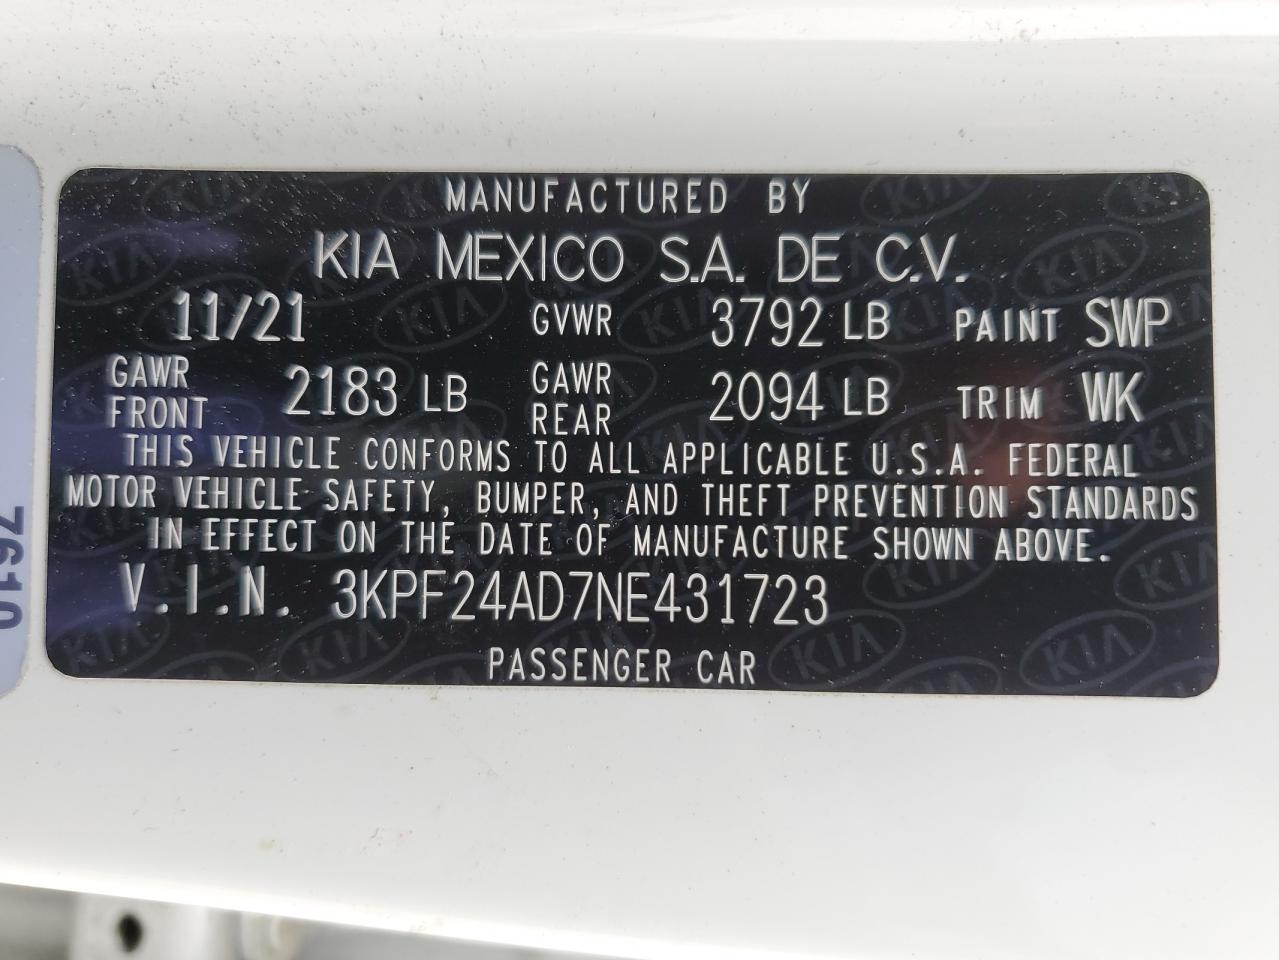 MANUFACTURED BY
KIA MEXICO S.A. DE C.V.
11/21 GVWR 3792 LB PAINT SWP
GAWR FRONT 2183 LB GAWR REAR 2094 LB TRIM WK
THIS VEHICLE CONFORMS TO ALL APPLICABLE U.S.A. FEDERAL
MOTOR VEHICLE SAFETY, BUMPER, AND THEFT PREVENTION STANDARDS
IN EFFECT ON THE DATE OF MANUFACTURE SHOWN ABOVE.
V.I.N. 3KPF24AD7NE431723
PASSENGER CAR